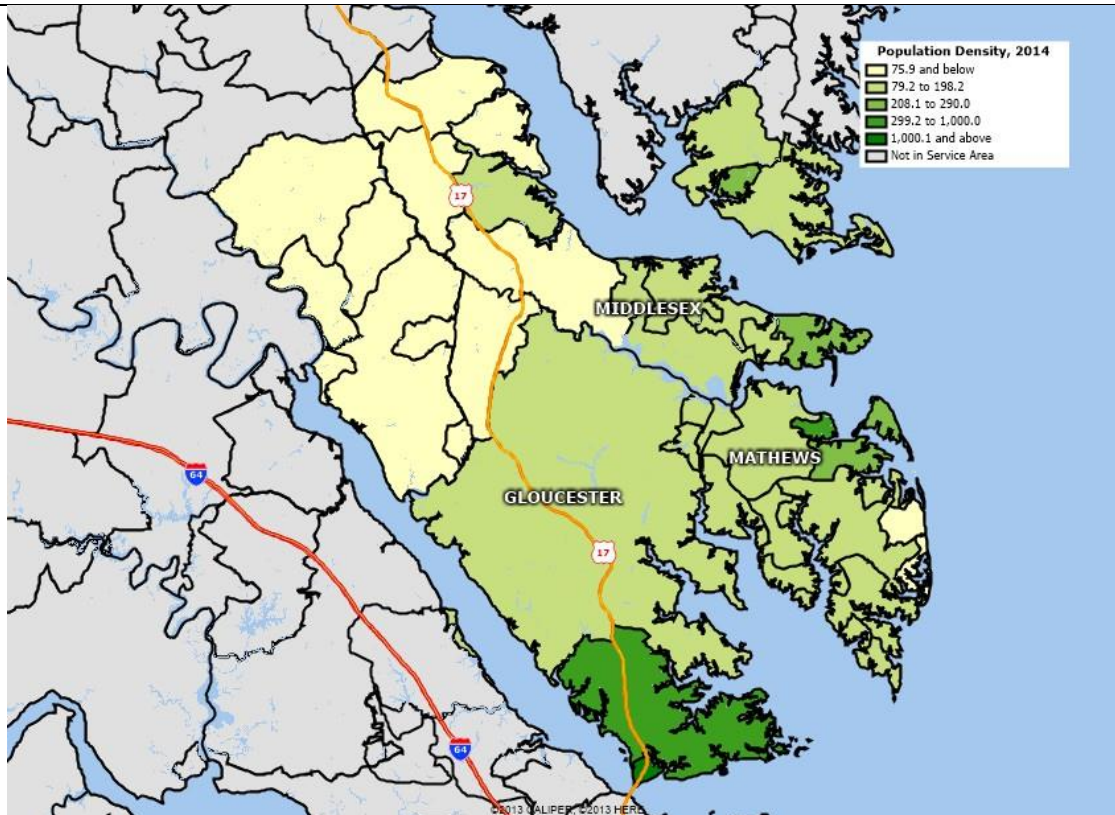 Population Density, 2014
75.9 and below
79.2 to 198.2
208.1 to 290.0
299.2 to 1,000.0
1,000.1 and above
Not in Service Area
17
MIDDLESEX
MATHEWS
64
GLOUCESTER
17
64
©2013 CALIPER; ©2013 HERE